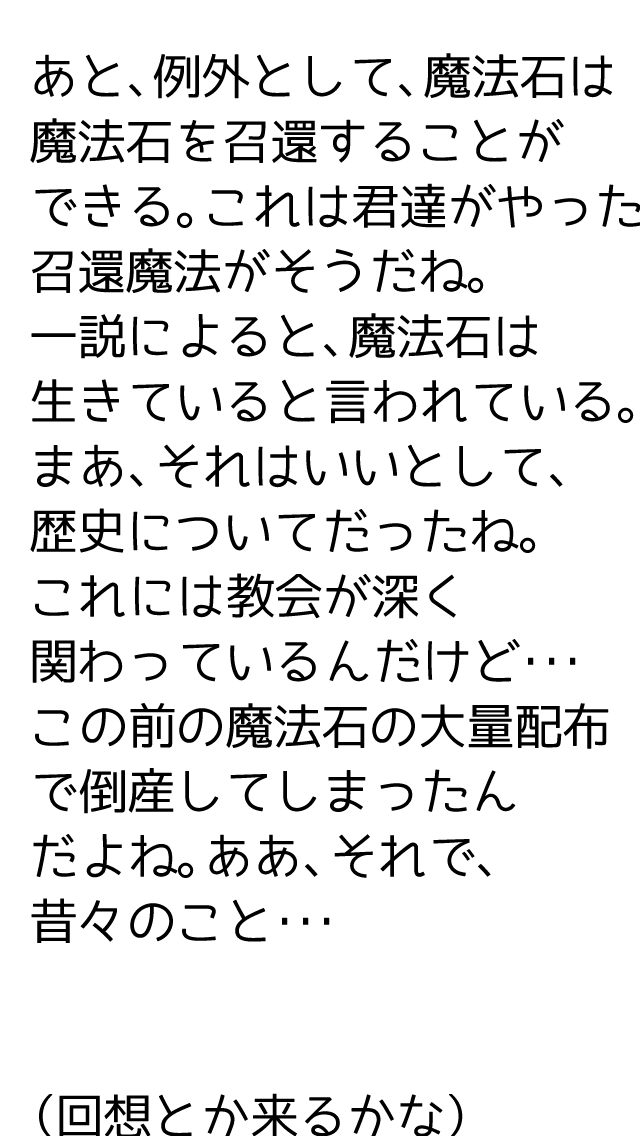 あと、例外として、魔法石は
魔法石を召還することが
できる。これは君達がやった
召還魔法がそうだね。
一説によると、魔法石は
生きていると言われている。
まあ、それはいいとして、
歴史についてだったね。
これには教会が深く
関わっているんだけど･･･
この前の魔法石の大量配布
で倒産してしまったん
だよね。ああ、それで、
昔々のこと･･･
（回想とか来るかな）